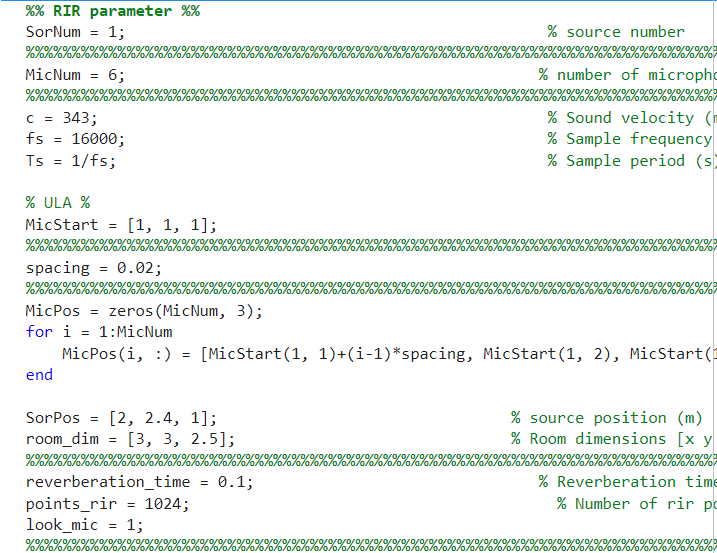 %% RIR parameter %%
SorNum = 1; % source number
%%%%%%%%%%%%%%%%%%%%%%%%%%%%%%%%%%%%%%%%%%%%%%%%%%%%%%%%%%%%%%%%%%%%%%%%%%%%%
MicNum = 6; % number of
%%%%%%%%%%%%%%%%%%%%%%%%%%%%%%%%%%%%%%%%%%%%%%%%%%%%%%%%%%%%%%%%%%%%%%%%%%%%%
c = 343; % Sound velocity
fs = 16000; % Sample frequency
Ts = 1/fs; % Sample period (s)
% ULA %
MicStart = [1, 1, 1];
%%%%%%%%%%%%%%%%%%%%%%%%%%%%%%%%%%%%%%%%%%%%%%%%%%%%%%%%%%%%%%%%%%%%%%%%%%%%%
spacing = 0.02;
%%%%%%%%%%%%%%%%%%%%%%%%%%%%%%%%%%%%%%%%%%%%%%%%%%%%%%%%%%%%%%%%%%%%%%%%%%%%%
MicPos = zeros(MicNum, 3);
for i = 1:MicNum
MicPos(i, :) = [MicStart(1, 1)+(i-1)*spacing, MicStart(1, 2), MicStart(1
end
SorPos = [2, 2.4, 1]; % source position (m)
room_dim = [3, 3, 2.5]; % Room dimensions [x y
%%%%%%%%%%%%%%%%%%%%%%%%%%%%%%%%%%%%%%%%%%%%%%%%%%%%%%%%%%%%%%%%%%%%%%%%%%%%%
reverberation_time = 0.1; % Reverberation time
points_rir = 1024; % Number of rir
look_mic = 1;
%%%%%%%%%%%%%%%%%%%%%%%%%%%%%%%%%%%%%%%%%%%%%%%%%%%%%%%%%%%%%%%%%%%%%%%%%%%%%